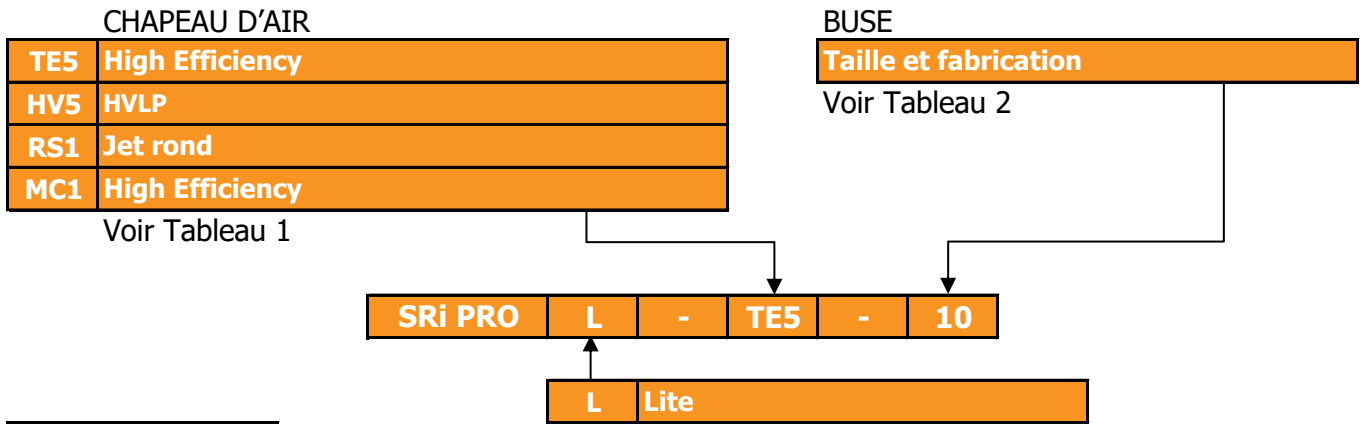 CHAPEAU D’AIR
TE5 High Efficiency
HV5 HVLP
RS1 Jet rond
MC1 High Efficiency
Voir Tableau 1
BUSE
Taille et fabrication
Voir Tableau 2
SRi PRO L - TE5 - 10
L Lite